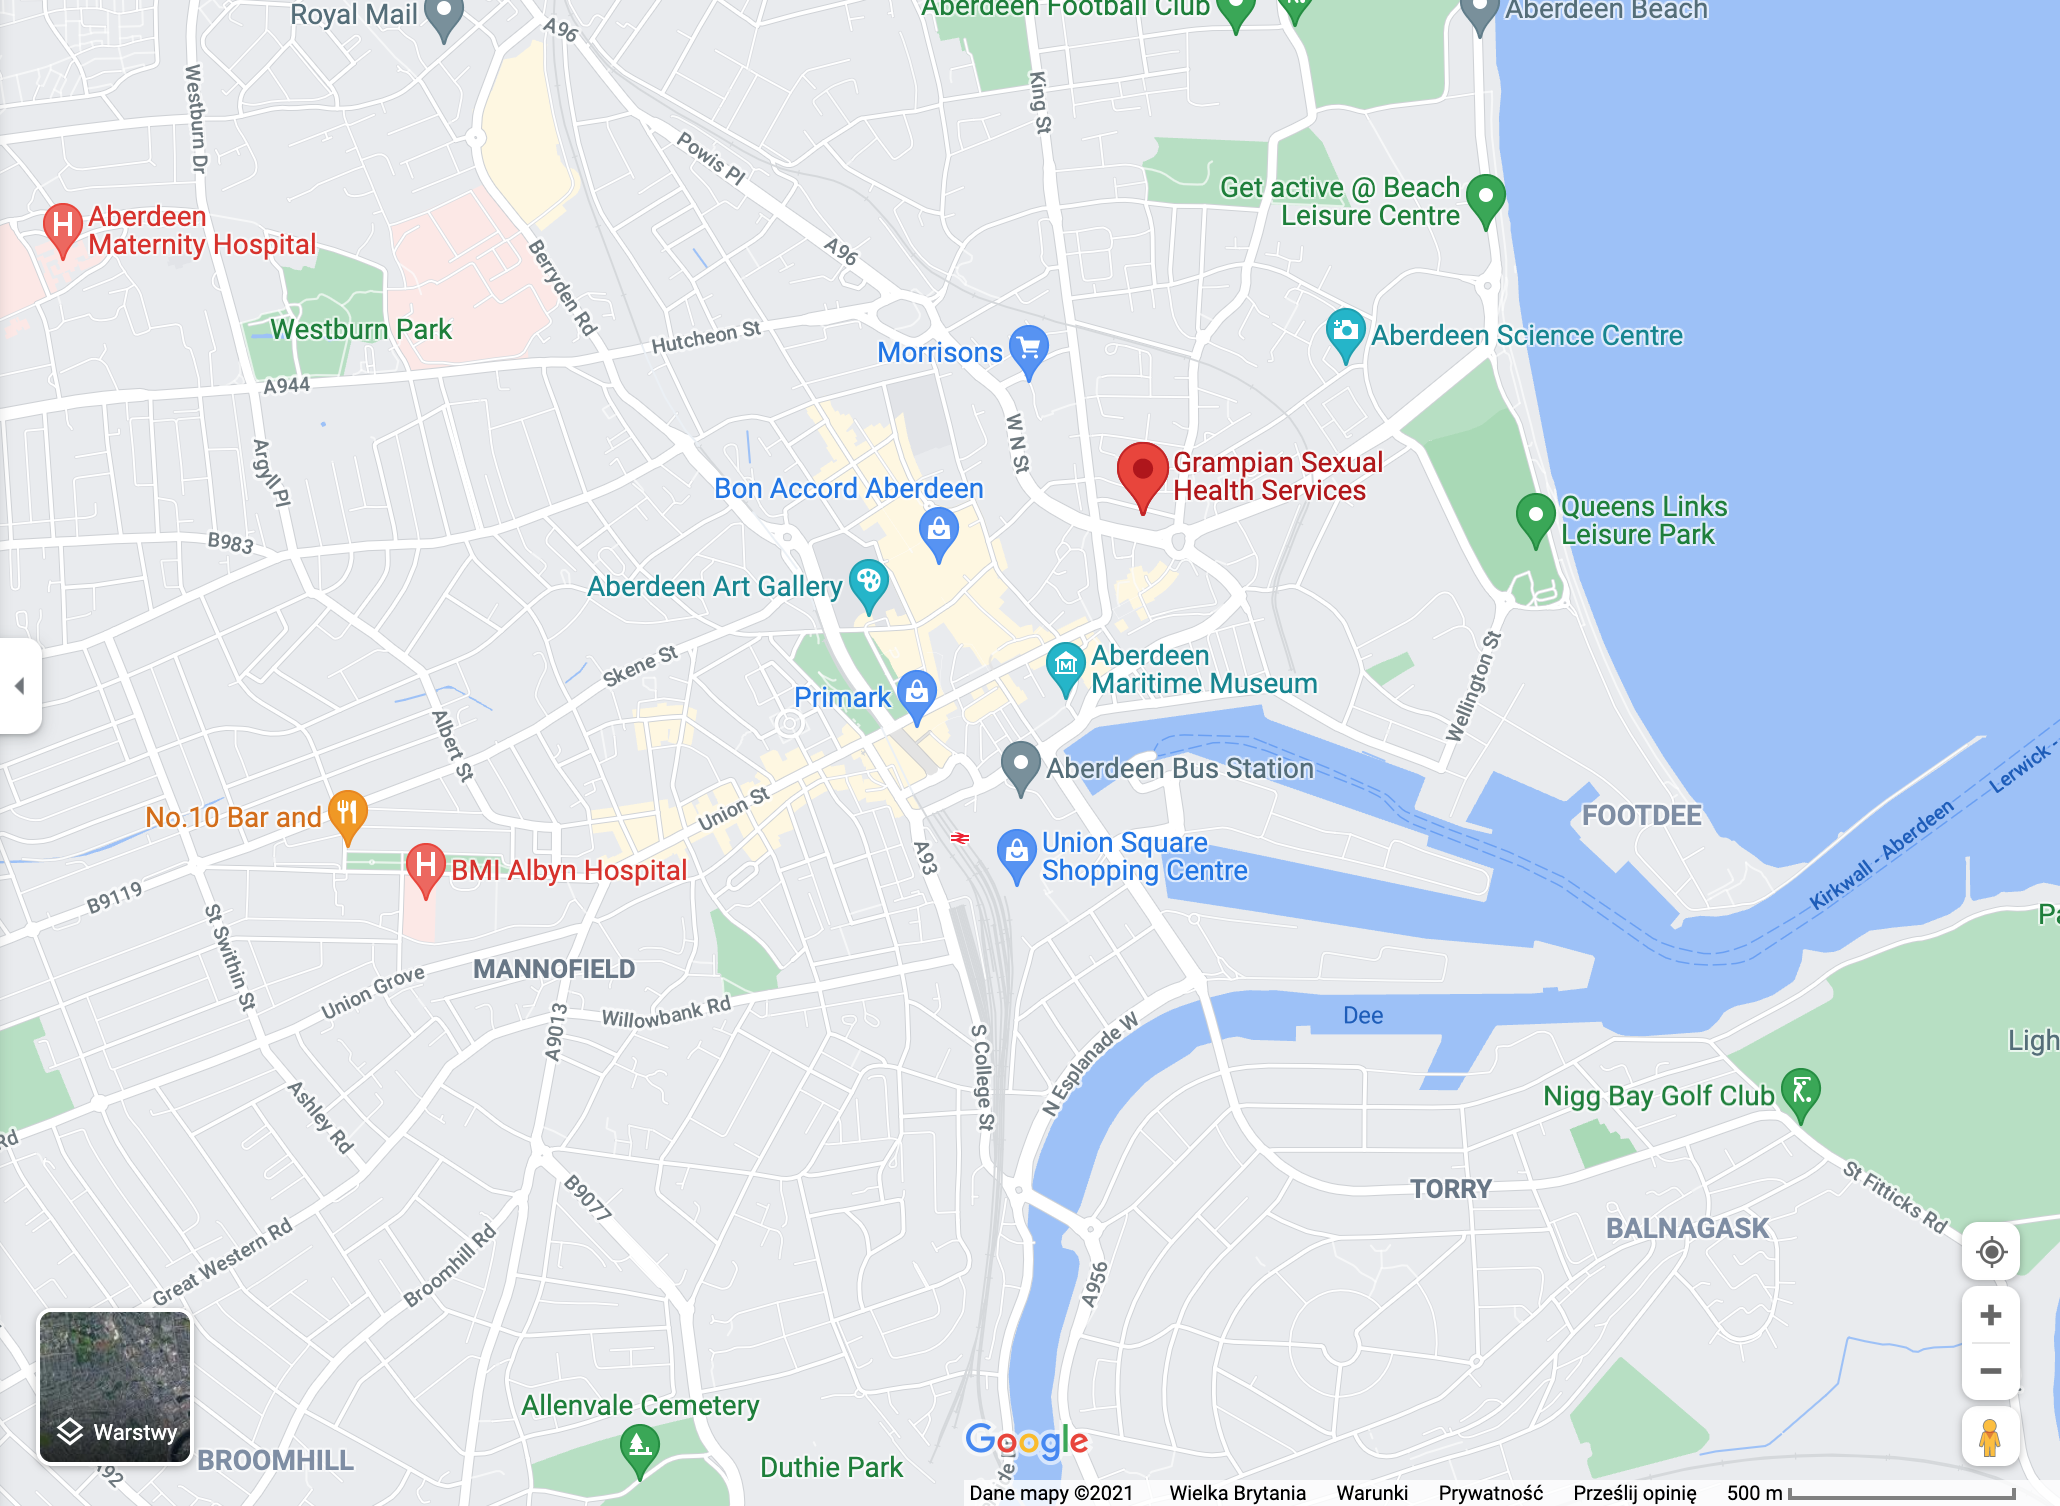 Royal Mail
A96
Aberdeen Football Club
Aberdeen Beach
Westburn Dr
King St
Powis Pl
Get active @ Beach
Leisure Centre
Aberdeen
Maternity Hospital
A96
Berryden Rd
Westburn Park
Hutcheon St
Morrisons
Aberdeen Science Centre
A944
Argyll Pl
W N St
Grampian Sexual
Health Services
Bon Accord Aberdeen
Queens Links
Leisure Park
B983
Aberdeen Art Gallery
Skene St
Aberdeen
Maritime Museum
Wellington St
Primark
Albert St
Aberdeen Bus Station
Lerwick -
Union St
No.10 Bar and
FOOTDEE
Kirkwall - Aberdeen
A93
Union Square
Shopping Centre
BMI Albyn Hospital
B9119
St Swithin St
Pa
MANNOFIELD
Union Grove
Willowbank Rd
A9013
Dee
S College St
N Esplanade W
Ligh
Nigg Bay Golf Club
Ashley Rd
Rd
TORRY
St Fitticks Rd
B9077
BALNAGASK
Great Western Rd
Broomhill Rd
A956
Allenvale Cemetery
Warstwy
Google
BROOMHILL
Duthie Park
Dane mapy ©2021 Wielka Brytania Warunki Prywatność Prześlij opinię 500 m